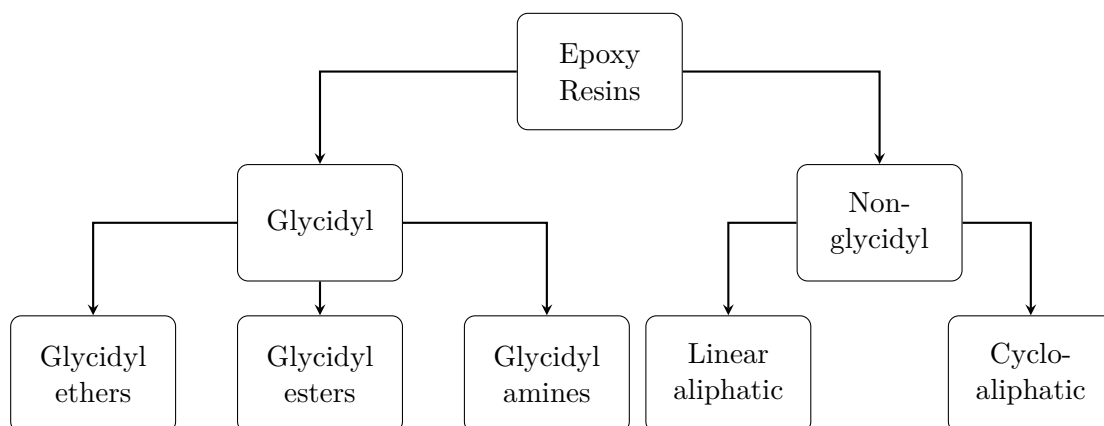 Epoxy
Resins
Glycidyl
Non-
glycidyl
Glycidyl
ethers
Glycidyl
esters
Glycidyl
amines
Linear
aliphatic
Cyclo-
aliphatic